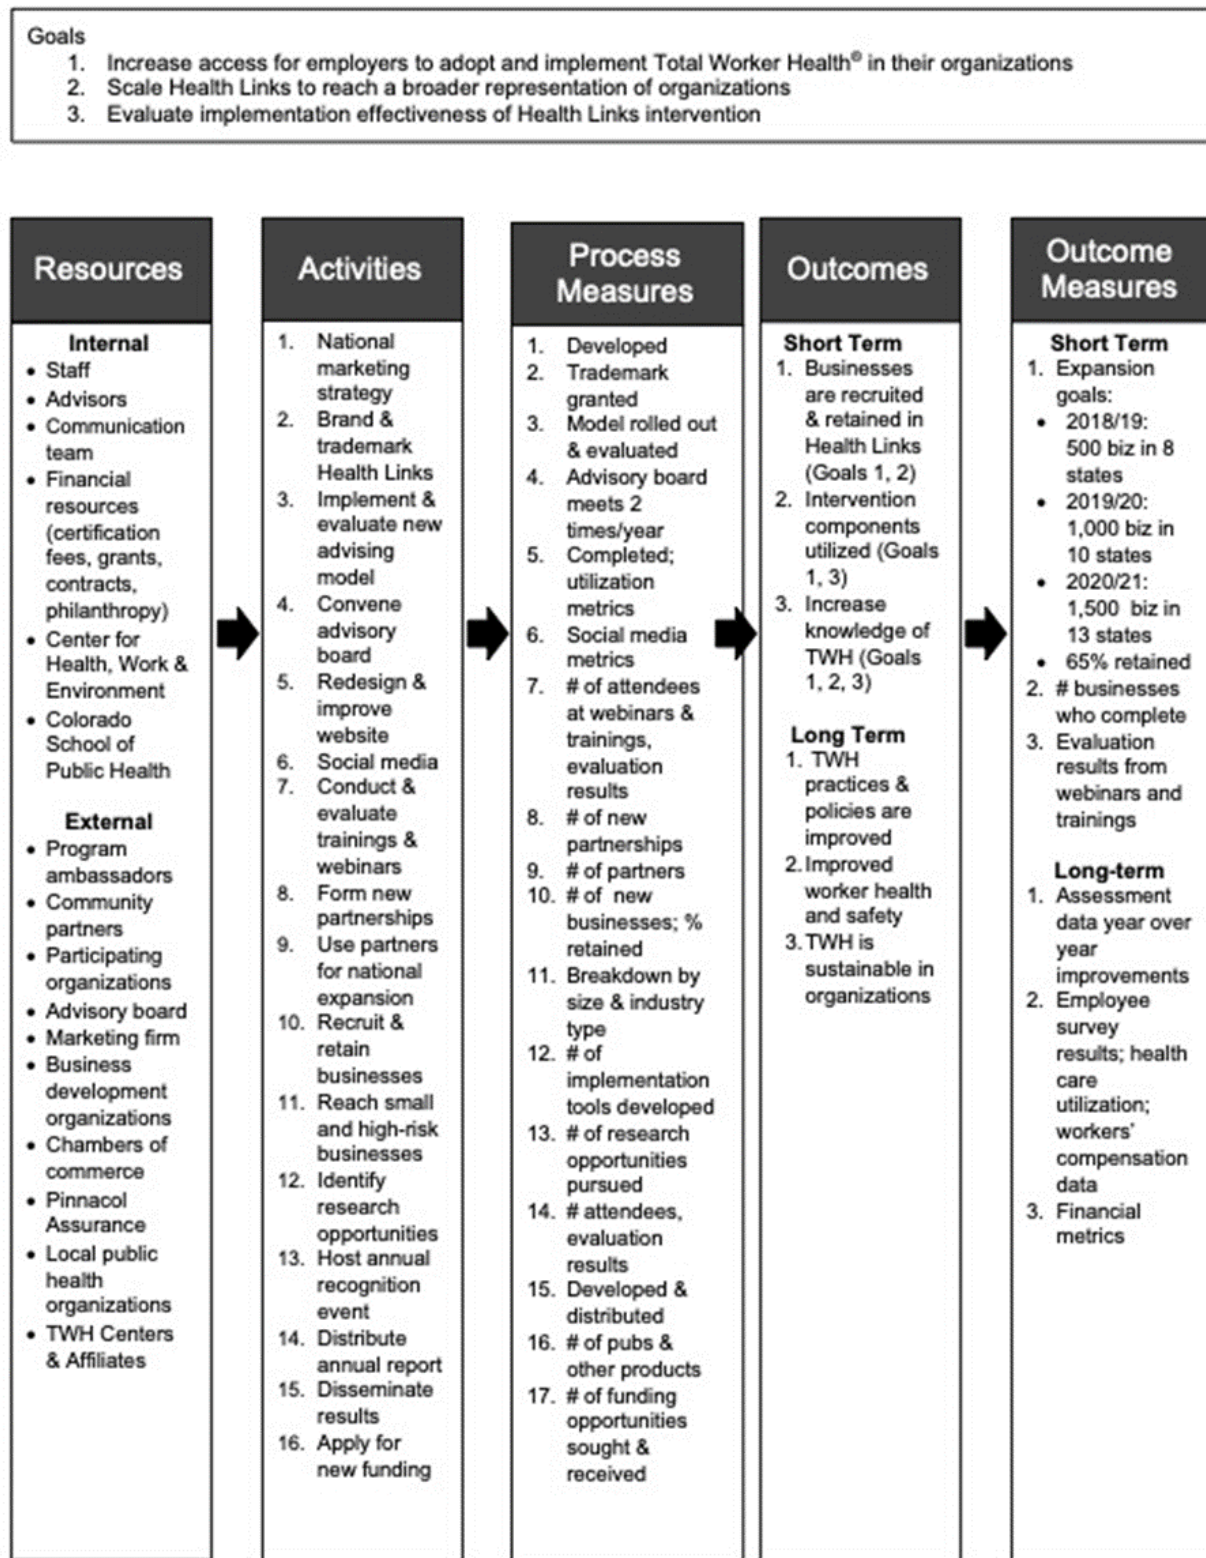 Goals
1. Increase access for employers to adopt and implement Total Worker Health® in their organizations
2. Scale Health Links to reach a broader representation of organizations
3. Evaluate implementation effectiveness of Health Links intervention
Resources
Internal
• Staff
• Advisors
• Communication
team
• Financial
resources
(certification
fees, grants,
contracts,
philanthropy)
• Center for
Health, Work &
Environment
• Colorado
School of
Public Health
External
• Program
ambassadors
• Community
partners
• Participating
organizations
• Advisory board
• Marketing firm
• Business
development
organizations
• Chambers of
commerce
• Pinnacol
Assurance
• Local public
health
organizations
• TWH Centers
& Affiliates
Activities
1. National
marketing
strategy
2. Brand &
trademark
Health Links
3. Implement &
evaluate new
advising
model
4. Convene
advisory
board
5. Redesign &
improve
website
6. Social media
7. Conduct &
evaluate
trainings &
webinars
8. Form new
partnerships
9. Use partners
for national
expansion
10. Recruit &
retain
businesses
11. Reach small
and high-risk
businesses
12. Identify
research
opportunities
13. Host annual
recognition
event
14. Distribute
annual report
15. Disseminate
results
16. Apply for
new funding
Process
Measures
1. Developed
2. Trademark
granted
3. Model rolled out
& evaluated
4. Advisory board
meets 2
times/year
5. Completed;
utilization
metrics
6. Social media
metrics
7. # of attendees
at webinars &
trainings,
evaluation
results
8. # of new
partnerships
9. # of partners
10. # of new
businesses; %
retained
11. Breakdown by
size & industry
type
12. # of
implementation
tools developed
13. # of research
opportunities
pursued
14. # attendees,
evaluation
results
15. Developed &
distributed
16. # of pubs &
other products
17. # of funding
opportunities
sought &
received
Outcomes
Short Term
1. Businesses
are recruited
& retained in
Health Links
(Goals 1, 2)
2. Intervention
components
utilized (Goals
1, 3)
3. Increase
knowledge of
TWH (Goals
1, 2, 3)
Long Term
1. TWH
practices &
policies are
improved
2. Improved
worker health
and safety
3. TWH is
sustainable in
organizations
Outcome
Measures
Short Term
1. Expansion
goals:
• 2018/19:
500 biz in 8
states
• 2019/20:
1,000 biz in
10 states
• 2020/21:
1,500 biz in
13 states
• 65% retained
2. # businesses
who complete
3. Evaluation
results from
webinars and
trainings
Long-term
1. Assessment
data year over
year
improvements
2. Employee
survey
results; health
care
utilization;
workers'
compensation
data
3. Financial
metrics